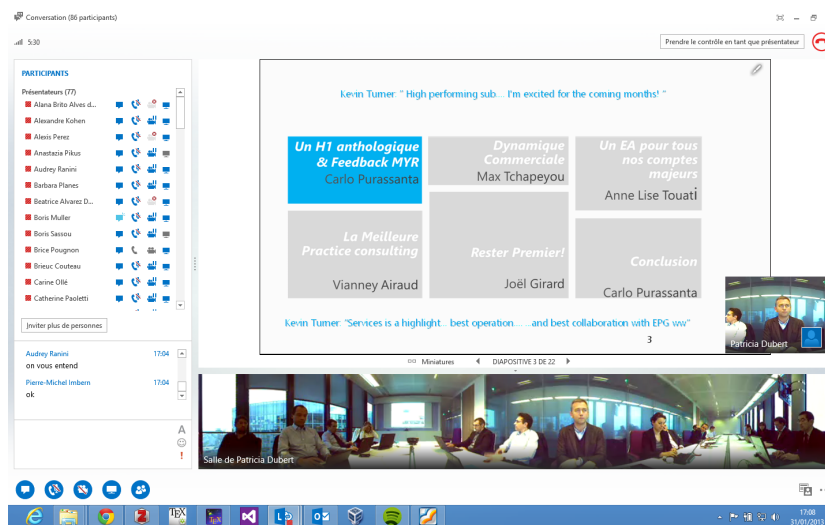 Conversation (86 participants)
5:30
Prendre le contrôle en tant que présentateur
PARTICIPANTS
Présentateurs (77)
Alana Brito Alves d...
Alexandre Kohen
Alexis Perez
Anastazia Pikus
Audrey Ranini
Barbara Planes
Beatrice Alvarez D...
Boris Muller
Boris Sassou
Brice Pougnon
Brieuc Couteau
Carine Ollé
Catherine Paoletti
Inviter plus de personnes
Audrey Ranini 17:04
on vous entend
Pierre-Michel Imbern 17:04
ok
A
!
Kevin Turner: " High performing sub.... I'm excited for the coming months! "
Un H1 anthologique
& Feedback MYR
Carlo Purassanta
Dynamique
Commerciale
Max Tchapeyou
Un EA pour tous
nos comptes
majeurs
Anne Lise Touati
La Meilleure
Practice consulting
Vianney Airaud
Rester Premier!
Joël Girard
Conclusion
Carlo Purassanta
Kevin Turner: "Services is a highlight... best operation......and best collaboration with EPG ww"
3
Patricia Dubert
Miniatures
DIAPOSITIVE 3 DE 22
Salle de Patricia Dubert
TEX
17:08
31/01/2013